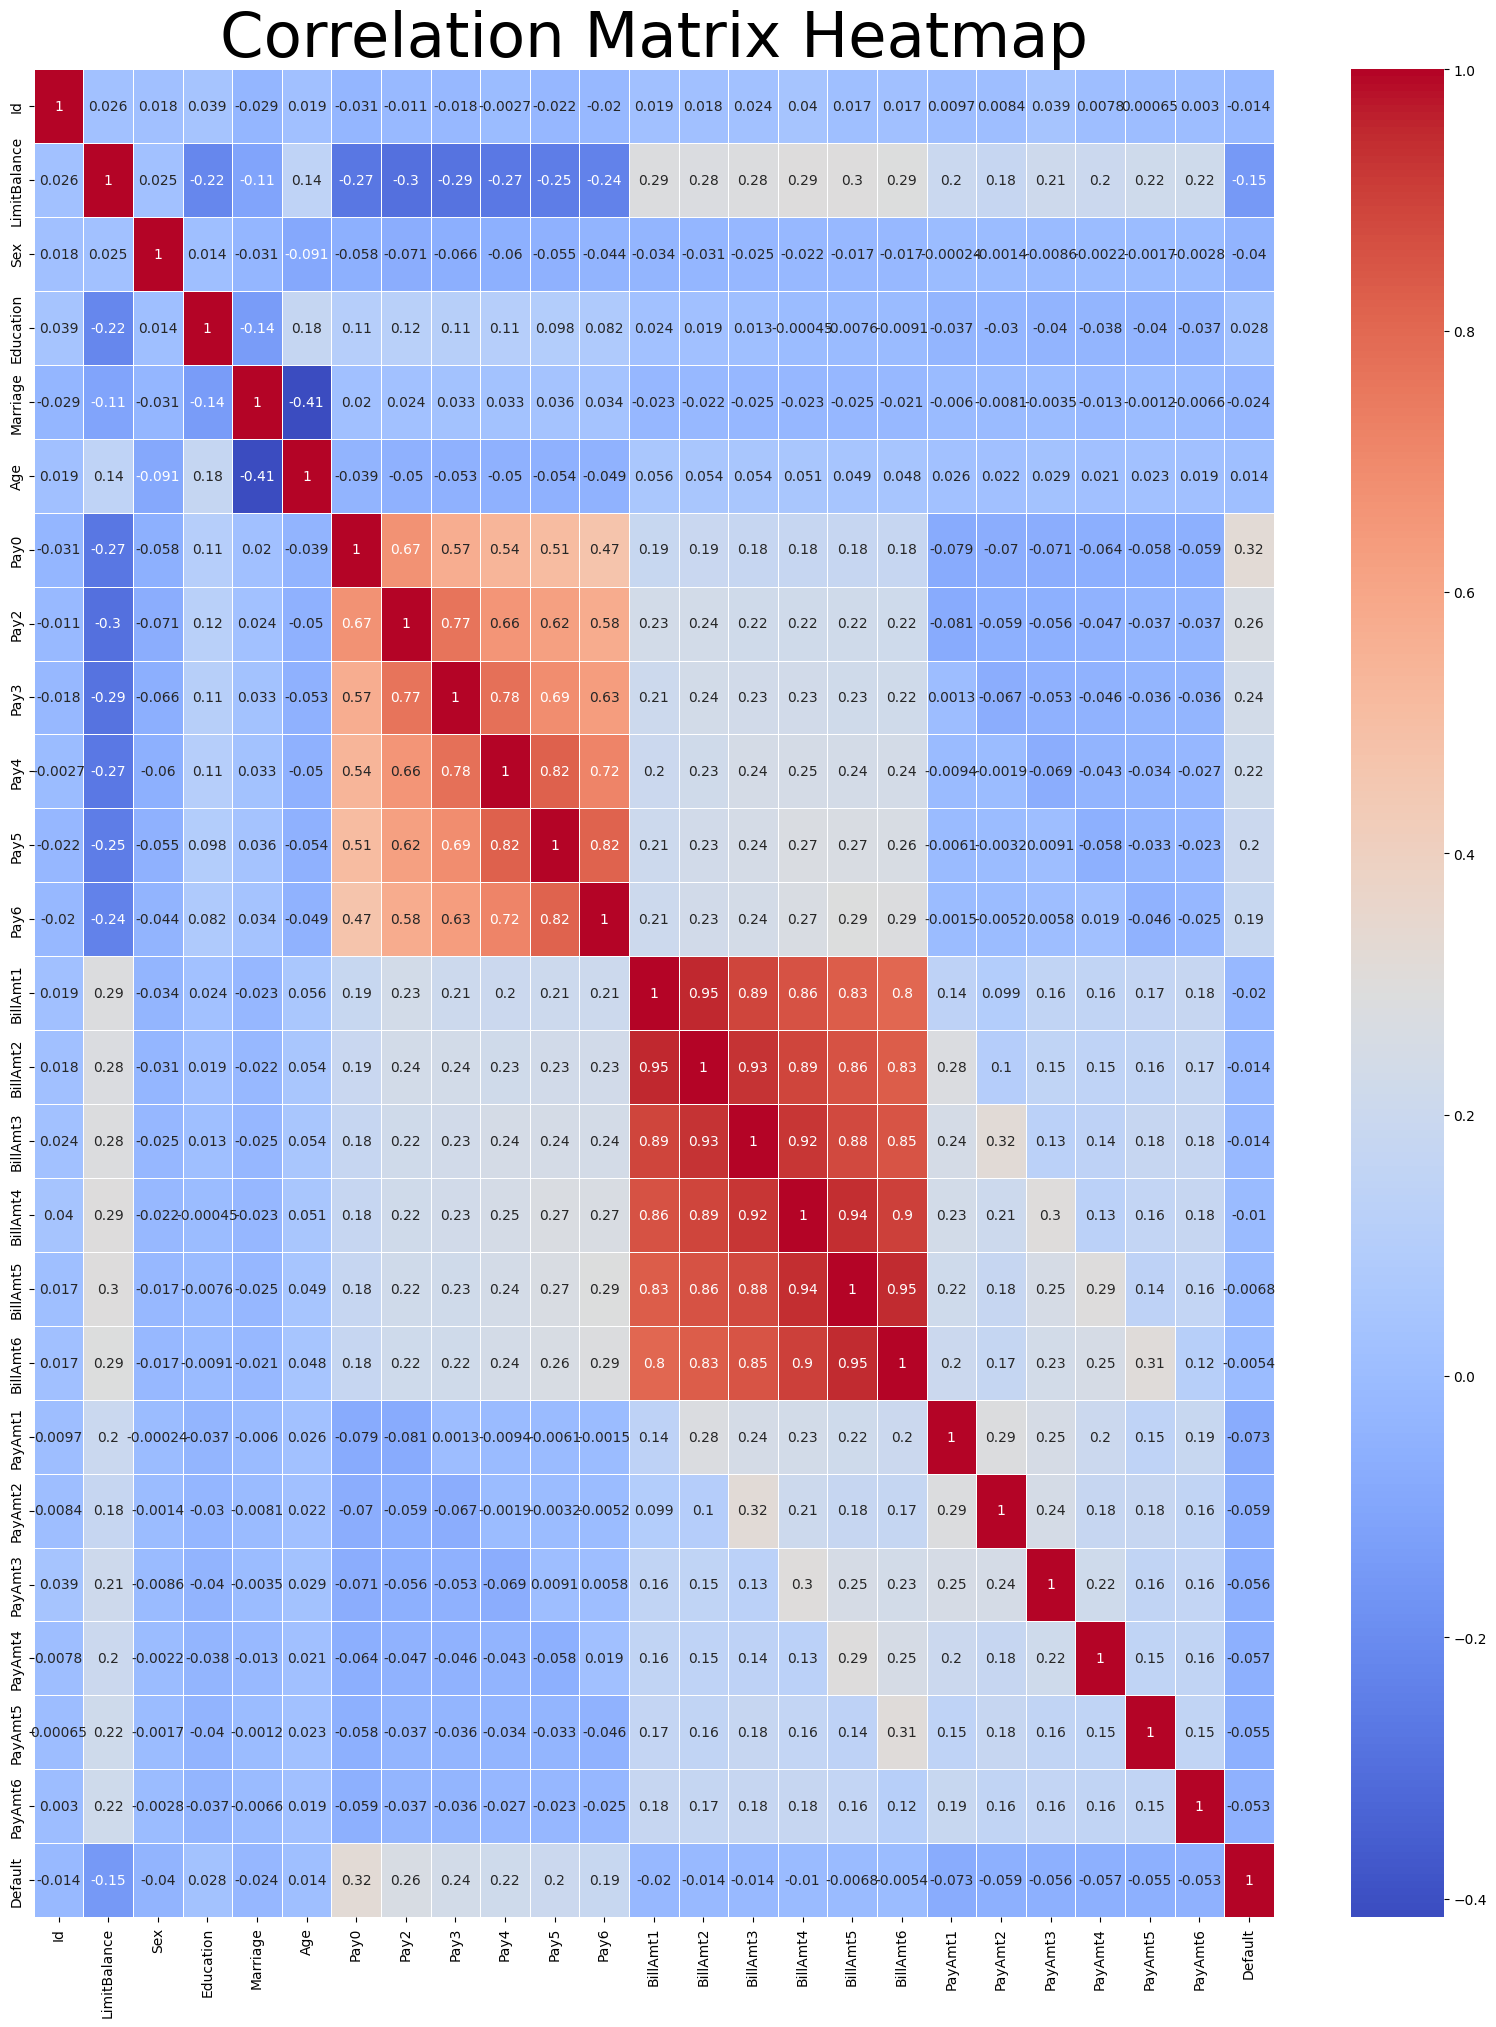 Correlation Matrix Heatmap
Id 1 0.026 0.018 0.039 -0.029 0.019 -0.031 -0.011 -0.018 -0.0027 -0.022 -0.02 0.019 0.018 0.024 0.04 0.017 0.017 0.0097 0.0084 0.039 0.0078 0.00065 0.003 -0.014
LimitBalance 0.026 1 0.025 -0.22 -0.11 0.14 -0.27 -0.3 -0.29 -0.27 -0.25 -0.24 0.29 0.28 0.28 0.29 0.3 0.29 0.2 0.18 0.21 0.2 0.22 0.22 -0.15
Sex 0.018 0.025 1 0.014 -0.031 -0.091 -0.058 -0.071 -0.066 -0.06 -0.055 -0.044 -0.034 -0.031 -0.025 -0.022 -0.017 -0.017 -0.00024 -0.0014 -0.0086 -0.0022 -0.0017 -0.0028 -0.04
Education 0.039 -0.22 0.014 1 -0.14 0.18 0.11 0.12 0.11 0.11 0.098 0.082 0.024 0.019 0.013 -0.00045 -0.0076 -0.0091 -0.037 -0.03 -0.04 -0.038 -0.04 -0.037 0.028
Marriage -0.029 -0.11 -0.031 -0.14 1 -0.41 0.02 0.024 0.033 0.033 0.036 0.034 -0.023 -0.022 -0.025 -0.023 -0.025 -0.021 -0.006 -0.0081 -0.0035 -0.013 -0.0012 -0.0066 -0.024
Age 0.019 0.14 -0.091 0.18 -0.41 1 -0.039 -0.05 -0.053 -0.05 -0.054 -0.049 0.056 0.054 0.054 0.051 0.049 0.048 0.026 0.022 0.029 0.021 0.023 0.019 0.014
Pay0 -0.031 -0.27 -0.058 0.11 0.02 -0.039 1 0.67 0.57 0.54 0.51 0.47 0.19 0.19 0.18 0.18 0.18 0.18 -0.079 -0.07 -0.071 -0.064 -0.058 -0.059 0.32
Pay2 -0.011 -0.3 -0.071 0.12 0.024 -0.05 0.67 1 0.77 0.66 0.62 0.58 0.23 0.24 0.22 0.22 0.22 0.22 -0.081 -0.059 -0.056 -0.047 -0.037 -0.037 0.26
Pay3 -0.018 -0.29 -0.066 0.11 0.033 -0.053 0.57 0.77 1 0.78 0.69 0.63 0.21 0.24 0.23 0.23 0.23 0.22 0.0013 -0.067 -0.053 -0.046 -0.036 -0.036 0.24
Pay4 -0.0027 -0.27 -0.06 0.11 0.033 -0.05 0.54 0.66 0.78 1 0.82 0.72 0.2 0.23 0.24 0.25 0.24 0.24 -0.0094 -0.0019 -0.069 -0.043 -0.034 -0.027 0.22
Pay5 -0.022 -0.25 -0.055 0.098 0.036 -0.054 0.51 0.62 0.69 0.82 1 0.82 0.21 0.23 0.24 0.27 0.27 0.26 -0.0061 -0.0032 0.0091 -0.058 -0.033 -0.023 0.2
Pay6 -0.02 -0.24 -0.044 0.082 0.034 -0.049 0.47 0.58 0.63 0.72 0.82 1 0.21 0.23 0.24 0.27 0.29 0.29 -0.0015 -0.0052 0.0058 0.019 -0.046 -0.025 0.19
BillAmt1 0.019 0.29 -0.034 0.024 -0.023 0.056 0.19 0.23 0.21 0.2 0.21 0.21 1 0.95 0.89 0.86 0.83 0.8 0.14 0.099 0.16 0.16 0.17 0.18 -0.02
BillAmt2 0.018 0.28 -0.031 0.019 -0.022 0.054 0.19 0.24 0.24 0.23 0.23 0.23 0.95 1 0.93 0.89 0.86 0.83 0.28 0.1 0.15 0.15 0.16 0.17 -0.014
BillAmt3 0.024 0.28 -0.025 0.013 -0.025 0.054 0.18 0.22 0.23 0.24 0.24 0.24 0.89 0.93 1 0.92 0.88 0.85 0.24 0.32 0.13 0.14 0.18 0.18 -0.014
BillAmt4 0.04 0.29 -0.022 -0.00045 -0.023 0.051 0.18 0.22 0.23 0.25 0.27 0.27 0.86 0.89 0.92 1 0.94 0.9 0.23 0.21 0.3 0.13 0.16 0.18 -0.01
BillAmt5 0.017 0.3 -0.017 -0.0076 -0.025 0.049 0.18 0.22 0.23 0.24 0.27 0.29 0.83 0.86 0.88 0.94 1 0.95 0.22 0.18 0.25 0.29 0.14 0.16 -0.0068
BillAmt6 0.017 0.29 -0.017 -0.0091 -0.021 0.048 0.18 0.22 0.22 0.24 0.26 0.29 0.8 0.83 0.85 0.9 0.95 1 0.2 0.17 0.23 0.25 0.31 0.12 -0.0054
PayAmt1 0.0097 0.2 -0.00024 -0.037 -0.006 0.026 -0.079 -0.081 0.0013 -0.0094 -0.0061 -0.0015 0.14 0.28 0.24 0.23 0.22 0.2 1 0.29 0.25 0.2 0.15 0.19 -0.073
PayAmt2 0.0084 0.18 -0.0014 -0.03 -0.0081 0.022 -0.07 -0.059 -0.067 -0.0019 -0.0032 -0.0052 0.099 0.1 0.32 0.21 0.18 0.17 0.29 1 0.24 0.18 0.18 0.16 -0.059
PayAmt3 0.039 0.21 -0.0086 -0.04 -0.0035 0.029 -0.071 -0.056 -0.053 -0.069 0.0091 0.0058 0.16 0.15 0.13 0.3 0.25 0.23 0.25 0.24 1 0.22 0.16 0.16 -0.056
PayAmt4 0.0078 0.2 -0.0022 -0.038 -0.013 0.021 -0.064 -0.047 -0.046 -0.043 -0.058 0.019 0.16 0.15 0.14 0.13 0.29 0.25 0.2 0.18 0.22 1 0.15 0.16 -0.057
PayAmt5 0.00065 0.22 -0.0017 -0.04 -0.0012 0.023 -0.058 -0.037 -0.036 -0.034 -0.033 -0.046 0.17 0.16 0.18 0.16 0.14 0.31 0.15 0.18 0.16 0.15 1 0.15 -0.055
PayAmt6 0.003 0.22 -0.0028 -0.037 -0.0066 0.019 -0.059 -0.037 -0.036 -0.027 -0.023 -0.025 0.18 0.17 0.18 0.18 0.16 0.12 0.19 0.16 0.16 0.16 0.15 1 -0.053
Default -0.014 -0.15 -0.04 0.028 -0.024 0.014 0.32 0.26 0.24 0.22 0.2 0.19 -0.02 -0.014 -0.014 -0.01 -0.0068 -0.0054 -0.073 -0.059 -0.056 -0.057 -0.055 -0.053 1
Id LimitBalance Sex Education Marriage Age Pay0 Pay2 Pay3 Pay4 Pay5 Pay6 BillAmt1 BillAmt2 BillAmt3 BillAmt4 BillAmt5 BillAmt6 PayAmt1 PayAmt2 PayAmt3 PayAmt4 PayAmt5 PayAmt6 Default
1.0
0.8
0.6
0.4
0.2
0.0
−0.2
−0.4